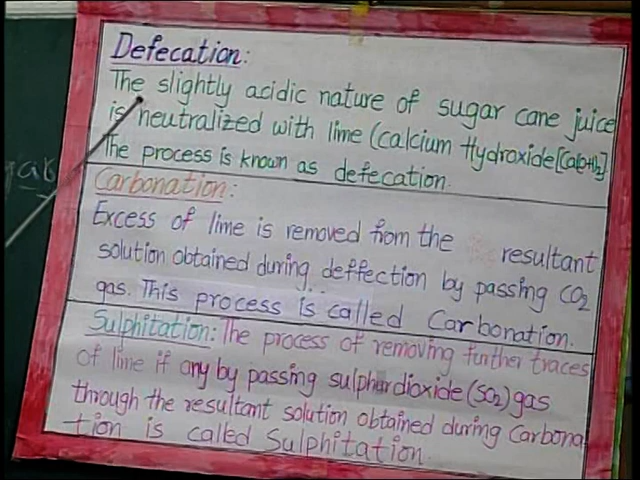 Defecation:
The slightly acidic nature of sugar cane juice
is neutralized with lime (calcium Hydroxide
The process is known as defecation.
Carbonation:
Excess of lime is removed from the resultant
solution obtained during deffection by passing CO2
gas. This process is called Carbonation.
Sulphitation: The process of removing further traces
of lime if any by passing sulphur dioxide (SO2) gas
through the resultant solution obtained during Carbona
tion is called Sulphitation.